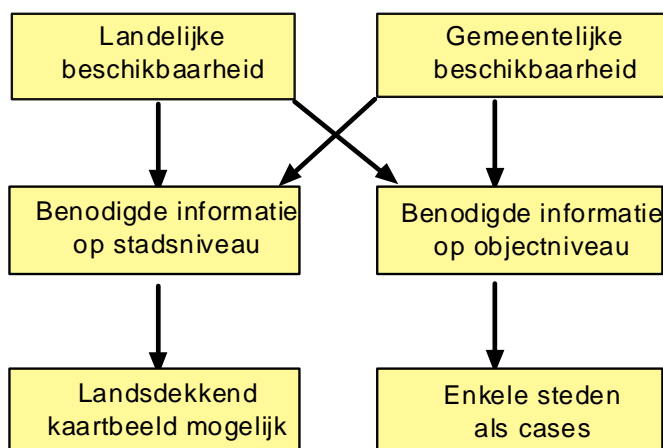 Landelijke
beschikbaarheid
Gemeentelijke
beschikbaarheid
Benodigde informatie
op stadsniveau
Benodigde informatie
op objectniveau
Landsdekkend
kaartbeeld mogelijk
Enkele steden
als cases